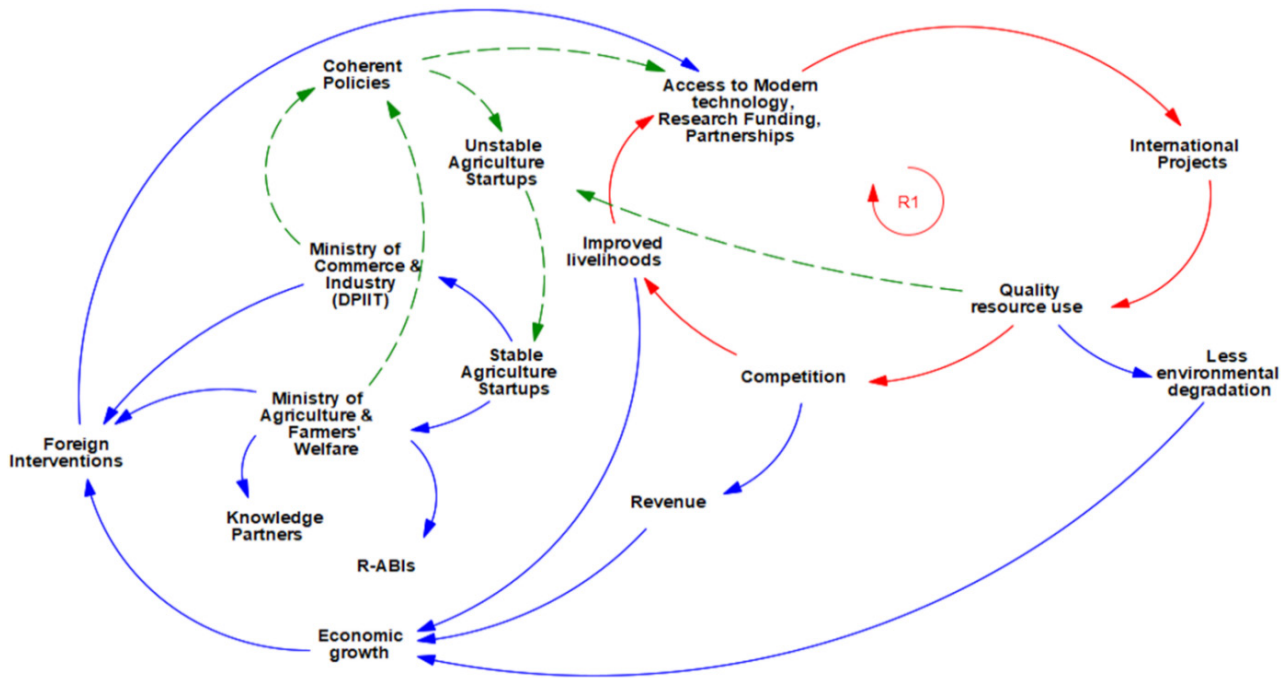 Coherent
Policies
Access to Modern
technology,
Research Funding,
Partnerships
Unstable
Agriculture
Startups
International
Projects
R1
Ministry of
Commerce &
Industry
(DPIIT)
Improved
livelihoods
Quality
resource use
Stable
Agriculture
Startups
Competition
Less
environmental
degradation
Ministry of
Agriculture &
Farmers'
Welfare
Foreign
Interventions
Knowledge
Partners
Revenue
R-ABIs
Economic
growth